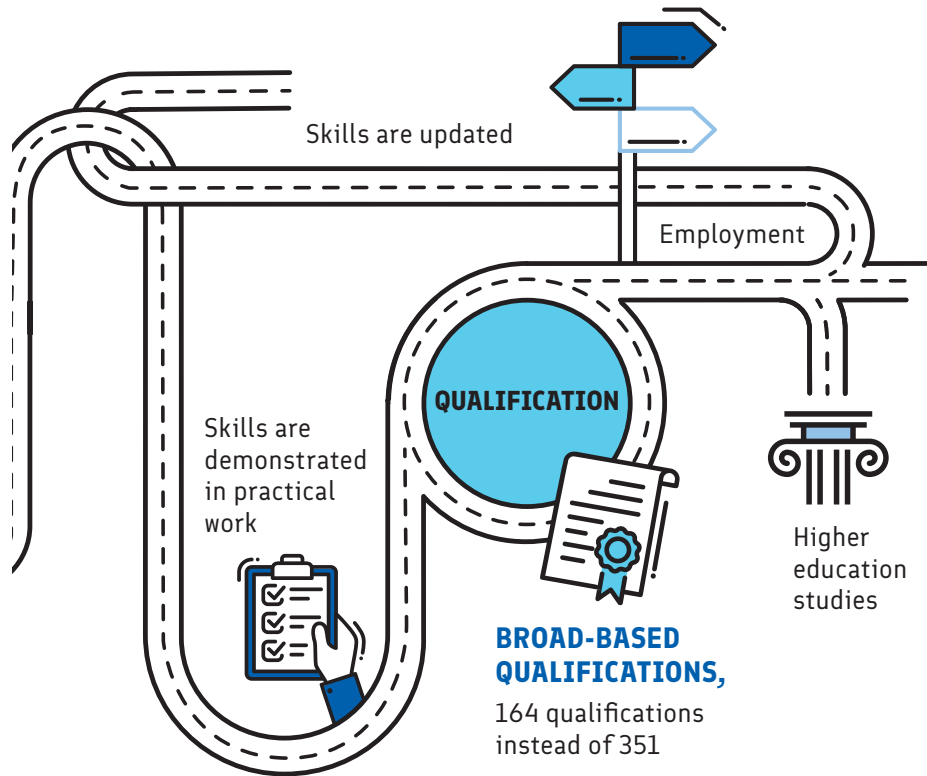 Skills are updated
Employment
QUALIFICATION
Skills are
demonstrated
in practical
work
Higher
education
studies
BROAD-BASED
QUALIFICATIONS,
164 qualifications
instead of 351